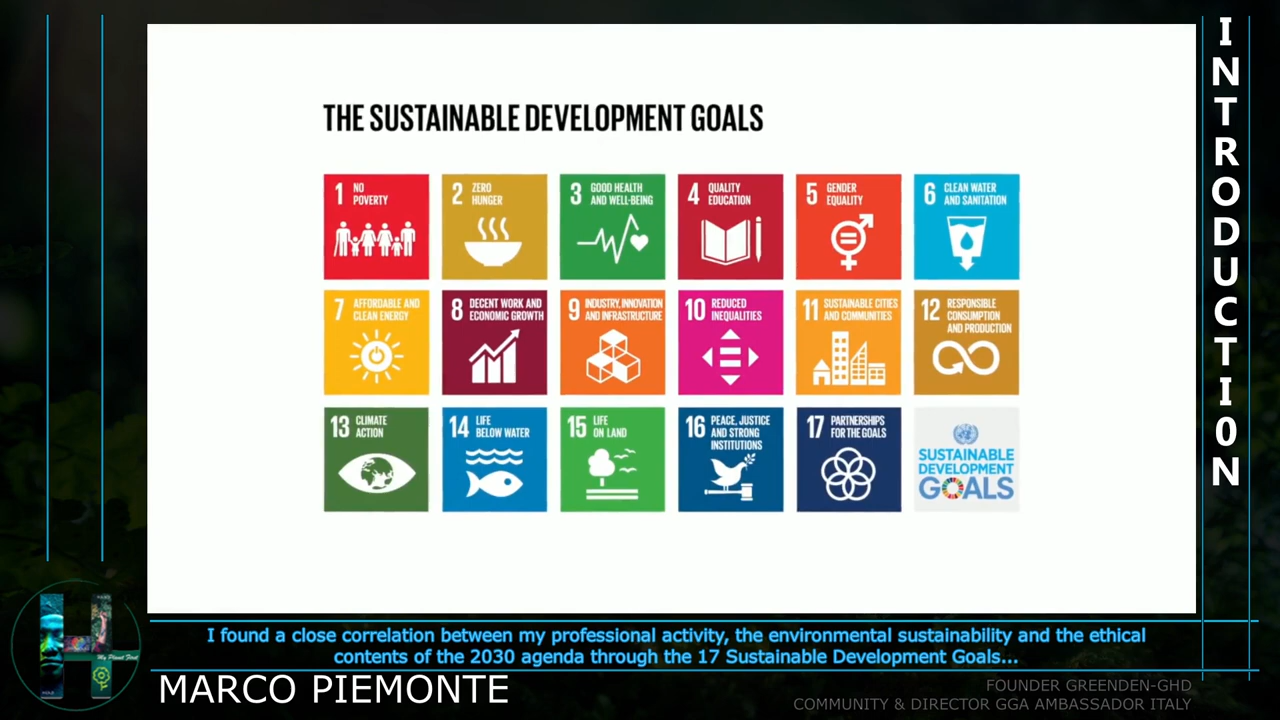 THE SUSTAINABLE DEVELOPMENT GOALS
1 NO
POVERTY
2 ZERO
HUNGER
3 GOOD HEALTH
AND WELL-BEING
4 QUALITY
EDUCATION
5 GENDER
EQUALITY
6 CLEAN WATER
AND SANITATION
7 AFFORDABLE AND
CLEAN ENERGY
8 DECENT WORK AND
ECONOMIC GROWTH
9 INDUSTRY, INNOVATION
AND INFRASTRUCTURE
10 REDUCED
INEQUALITIES
11 SUSTAINABLE CITIES
AND COMMUNITIES
12 RESPONSIBLE
CONSUMPTION
AND PRODUCTION
13 CLIMATE
ACTION
14 LIFE
BELOW WATER
15 LIFE
ON LAND
16 PEACE, JUSTICE
AND STRONG
INSTITUTIONS
17 PARTNERSHIPS
FOR THE GOALS
SUSTAINABLE
DEVELOPMENT
GOALS
INTRODUCTI0N
I found a close correlation between my professional activity, the environmental sustainability and the ethical
contents of the 2030 agenda through the 17 Sustainable Development Goals...
My Planet First
MARCO PIEMONTE
FOUNDER GREENDEN-GHD
COMMUNITY & DIRECTOR GGA AMBASSADOR ITALY